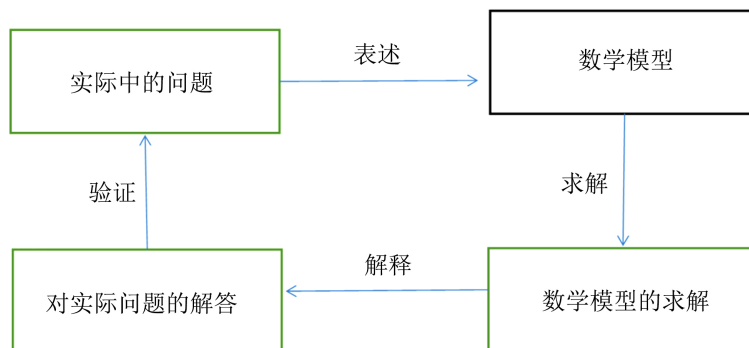 实际中的问题
表述
数学模型
验证
求解
对实际问题的解答
解释
数学模型的求解